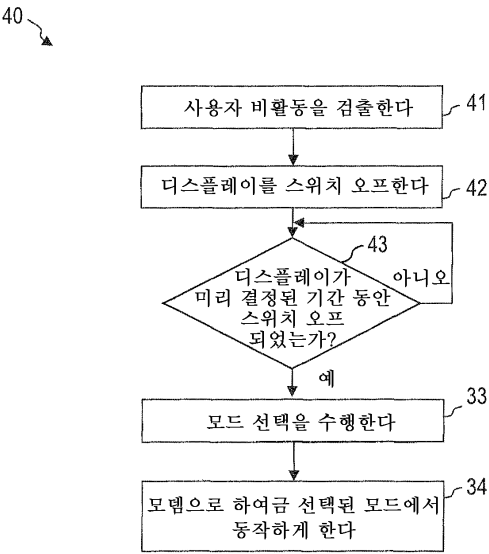 40
사용자 비활동을 검출한다
41
디스플레이를 스위치 오프한다
42
43
디스플레이가
미리 결정된 기간 동안
스위치 오프
되었는가?
아니오
예
모드 선택을 수행한다
33
모뎀으로 하여금 선택된 모드에서
동작하게 한다
34